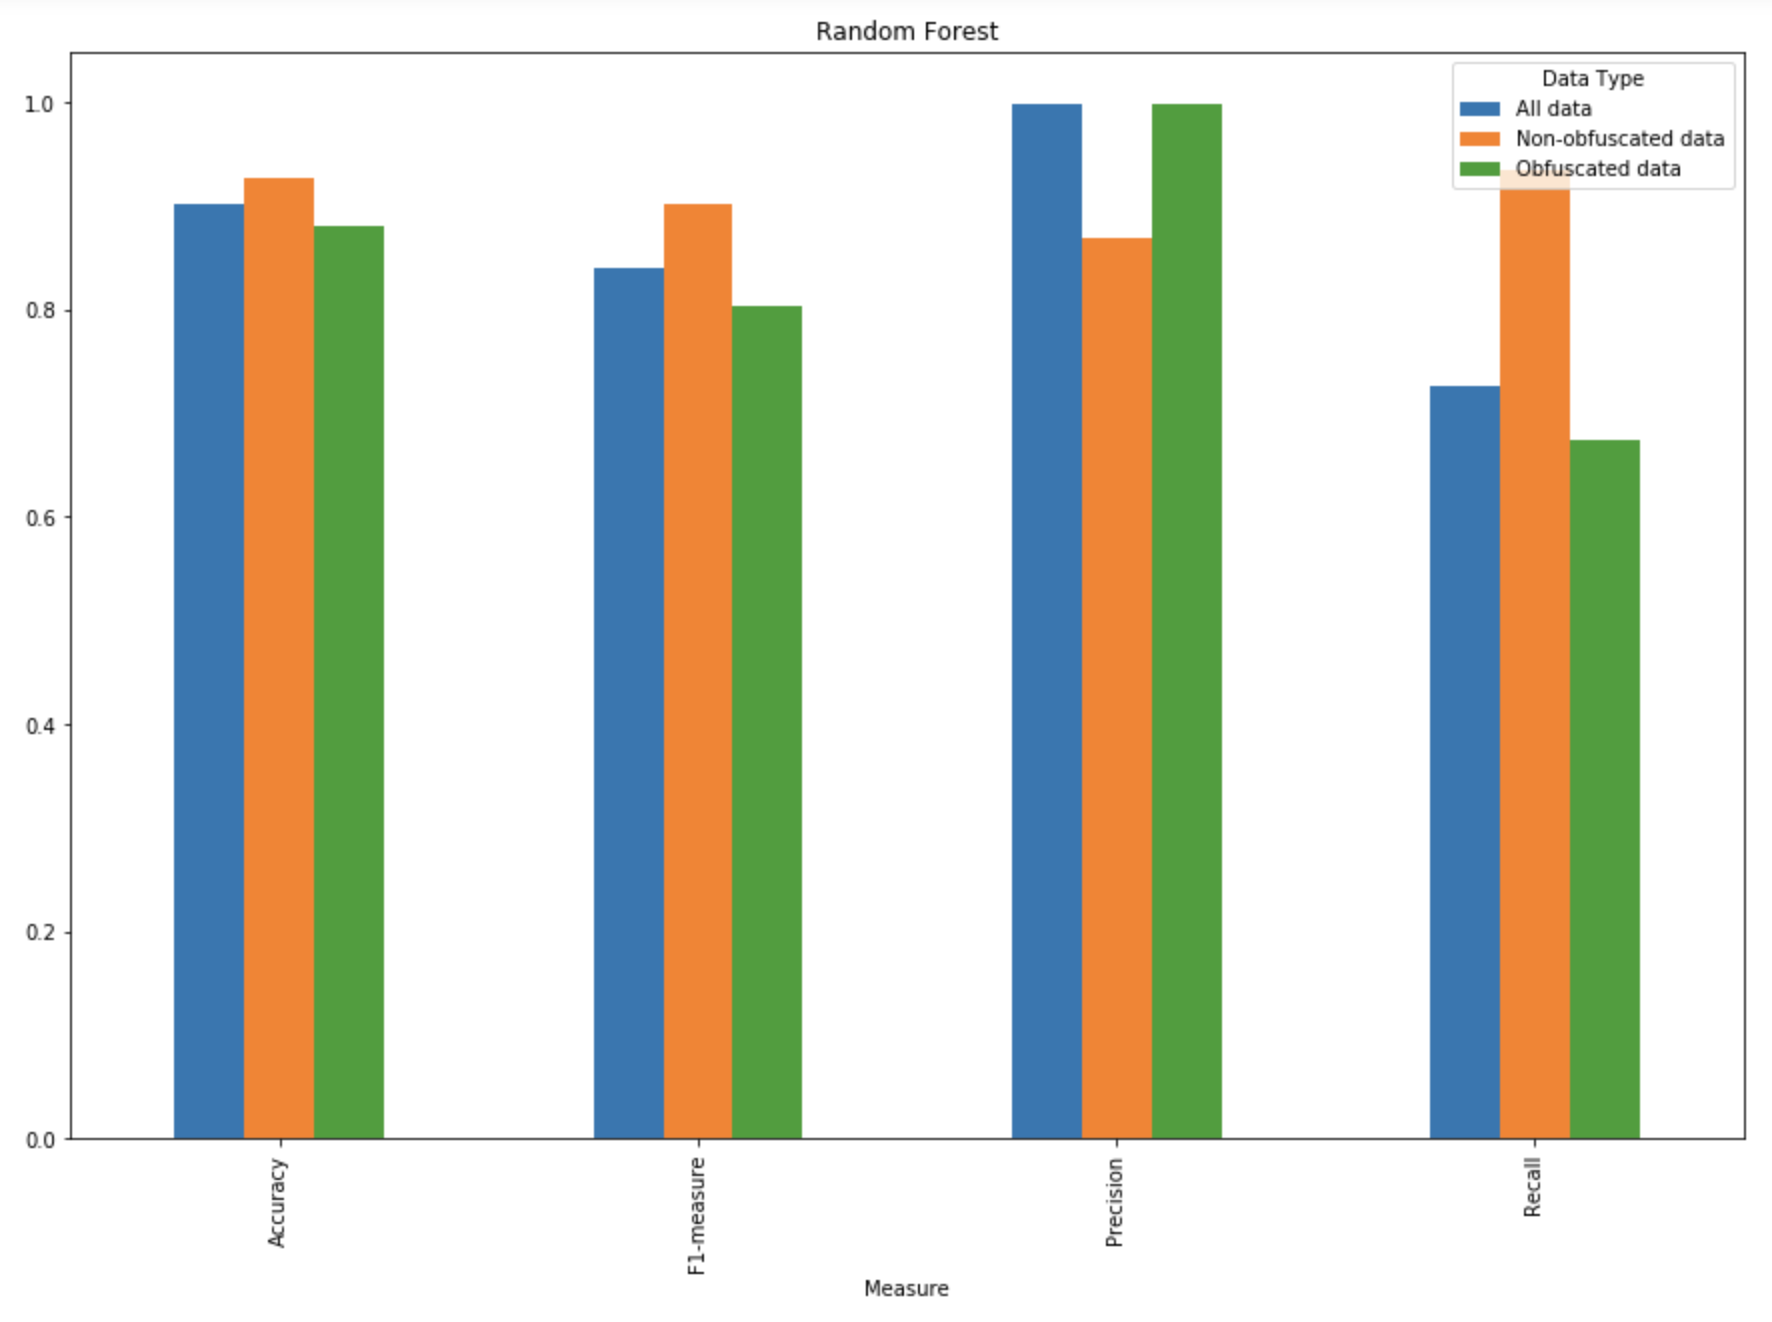 Random Forest
Data Type
All data
Non-obfuscated data
Obfuscated data
1.0
0.8
0.6
0.4
0.2
0.0
Accuracy
F1-measure
Precision
Recall
Measure